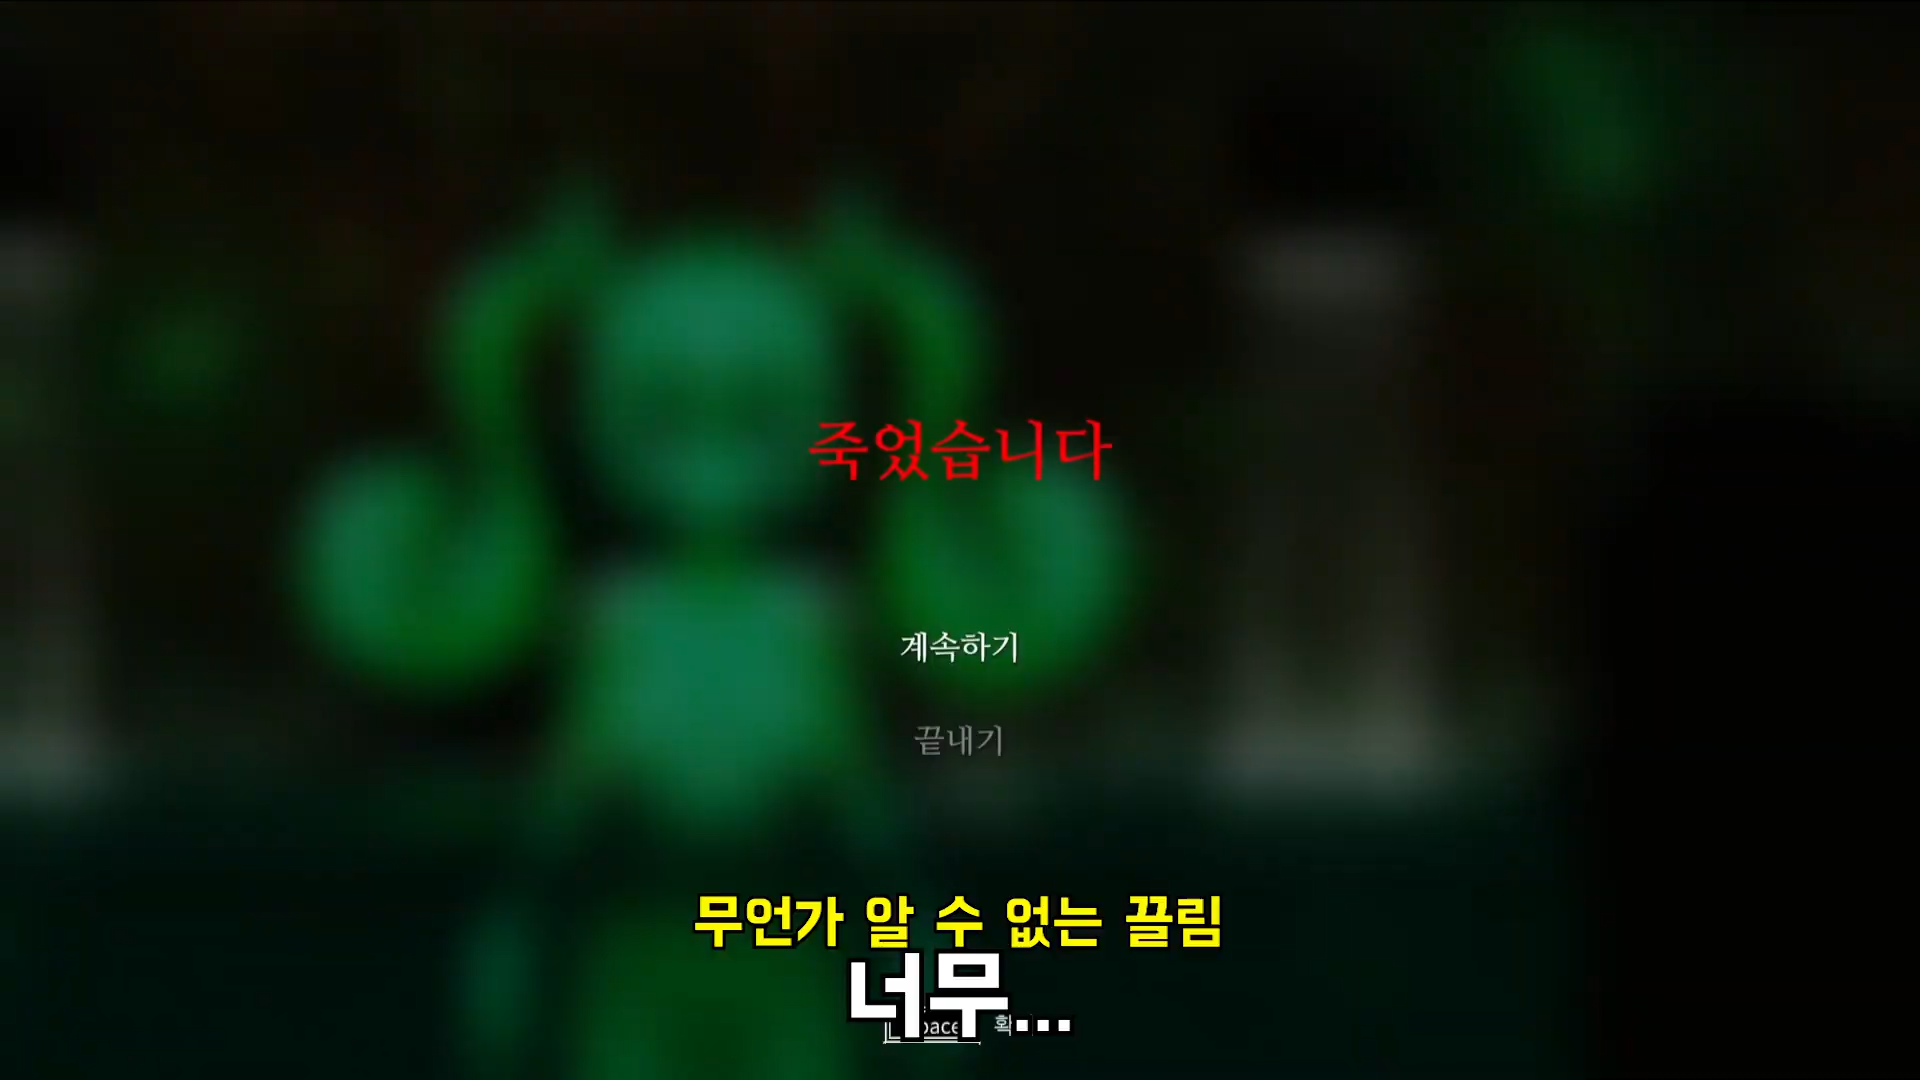 죽었습니다
계속하기
끝내기
무언가 알 수 없는 끌림
너무...